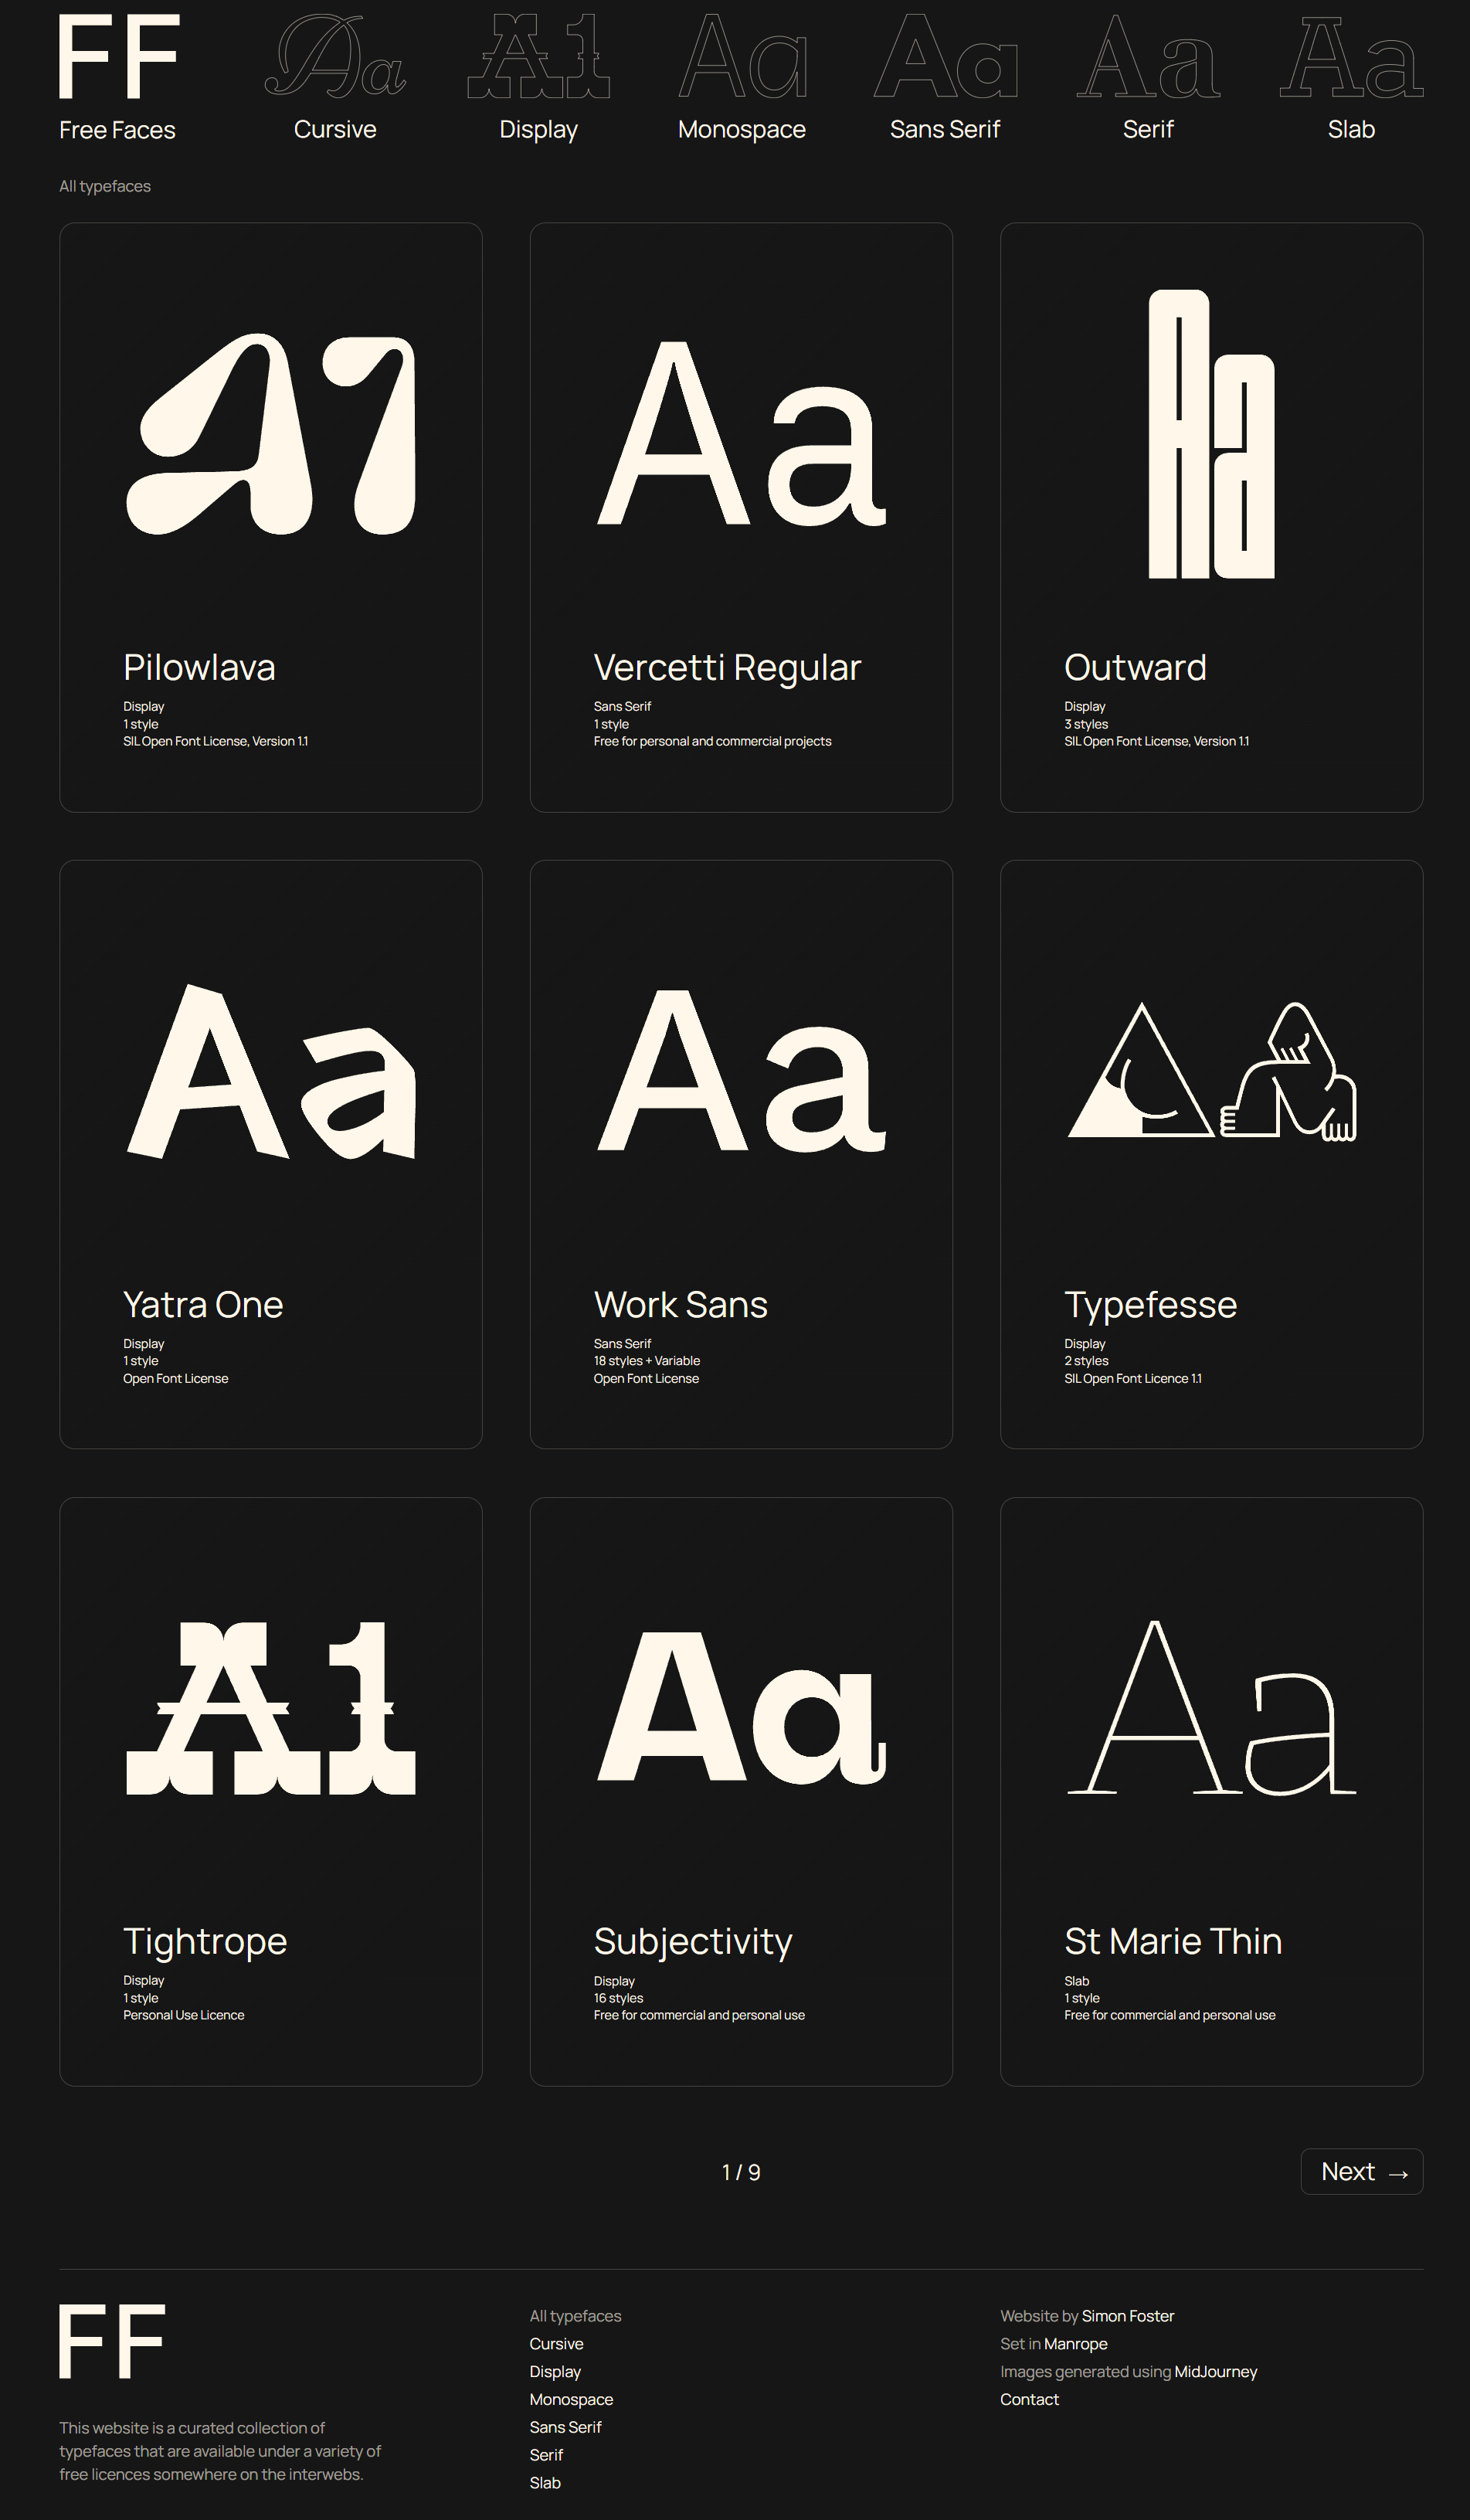 FF Aa A1 Aa Aa Aa Aa
Free Faces Cursive Display Monospace Sans Serif Serif Slab
All typefaces
A1
Aa
Aa
Pilowlava
Display
1 style
SIL Open Font License, Version 1.1
Vercetti Regular
Sans Serif
1 style
Free for personal and commercial projects
Outward
Display
3 styles
SIL Open Font License, Version 1.1
Aa
Aa
Aa
Yatra One
Display
1 style
Open Font License
Work Sans
Sans Serif
18 styles + Variable
Open Font License
Typefesse
Display
2 styles
SIL Open Font Licence 1.1
A1
Aa
Aa
Tightrope
Display
1 style
Personal Use Licence
Subjectivity
Display
16 styles
Free for commercial and personal use
St Marie Thin
Slab
1 style
Free for commercial and personal use
1 / 9
Next →
FF
This website is a curated collection of
typefaces that are available under a variety of
free licences somewhere on the interwebs.
All typefaces
Cursive
Display
Monospace
Sans Serif
Serif
Slab
Website by Simon Foster
Set in Manrope
Images generated using MidJourney
Contact